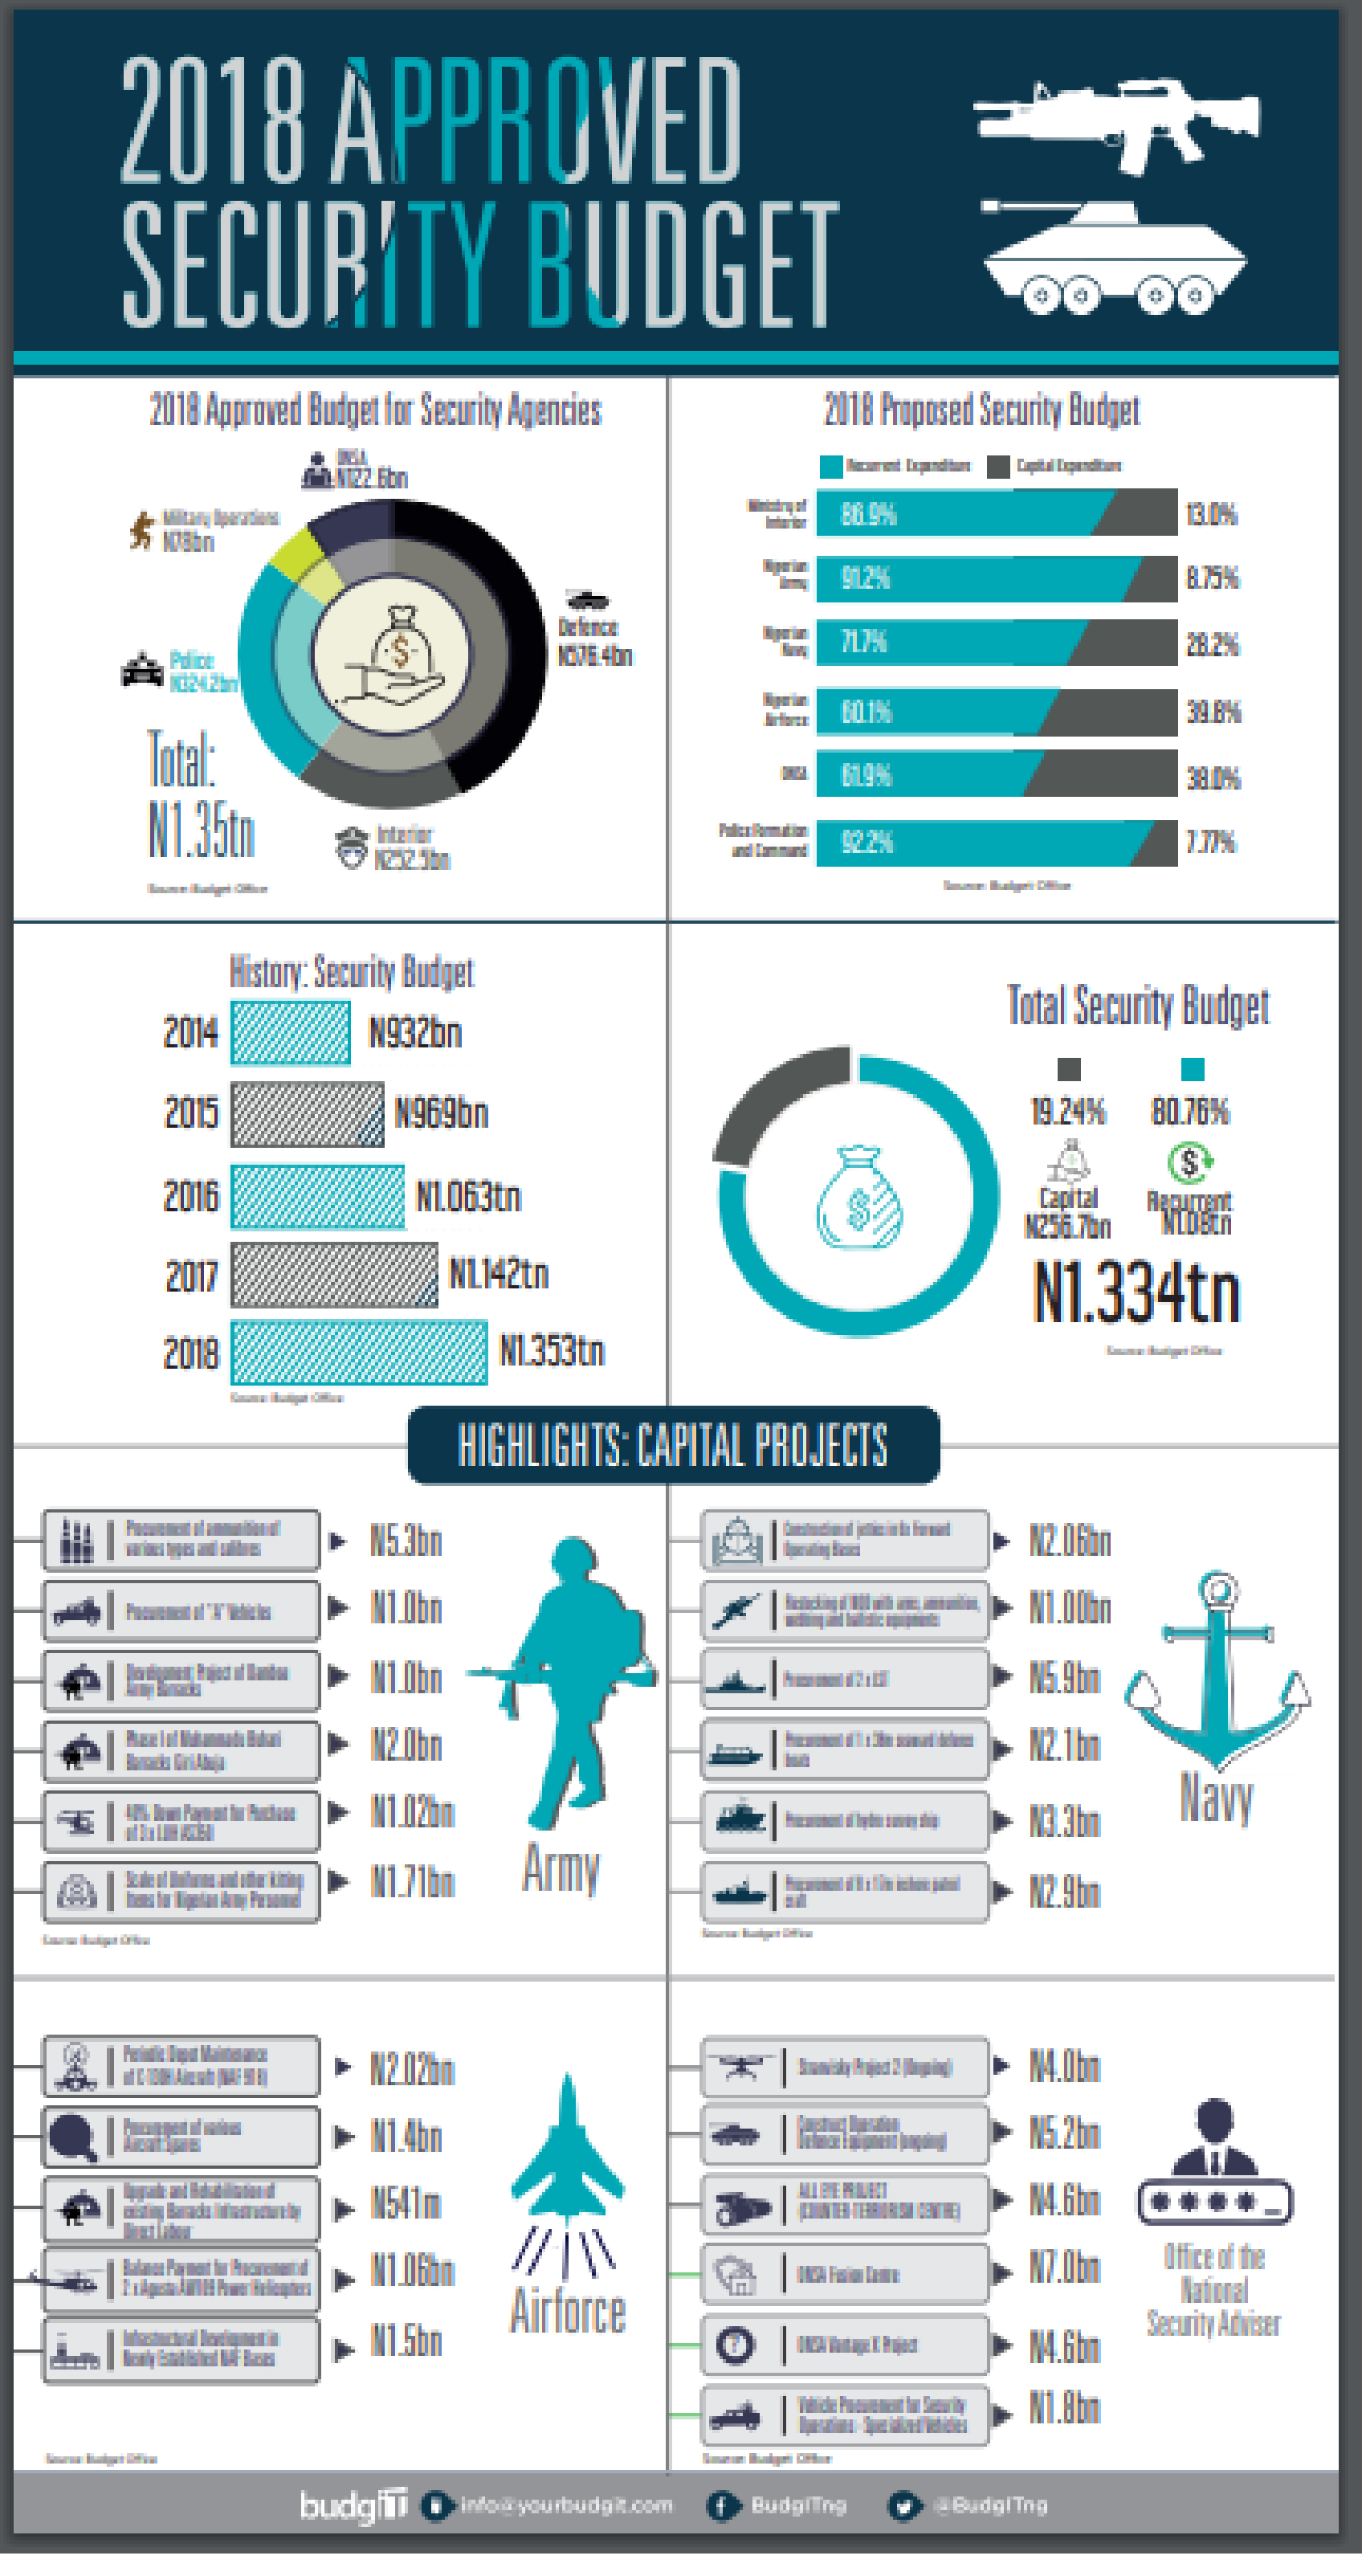 2018 APPROVED
SECURITY BUDGET
2018 Approved Budget for Security Agencies
ONSA
N122.6bn
Military Operations
N78bn
Defence
N576.4bn
Police
N324.2bn
Total:
N1.35tn
Interior
N252.9bn
Source: Budget Office
2018 Proposed Security Budget
Recurrent Expenditure
Capital Expenditure
Ministry of
Interior
86.9%
13.0%
Nigerian
Army
91.2%
8.75%
Nigerian
Navy
71.7%
28.2%
Nigerian
Airforce
60.1%
39.8%
ONSA
61.9%
38.0%
Police Formation
and Command
92.2%
7.77%
Source: Budget Office
History: Security Budget
2014
N932bn
2015
N969bn
2016
N1.063tn
2017
N1.142tn
2018
N1.353tn
Source: Budget Office
Total Security Budget
19.24%
80.76%
Capital
N256.7bn
Recurrent
N1.08tn
N1.334tn
Source: Budget Office
HIGHLIGHTS: CAPITAL PROJECTS
Procurement of ammunition of
various types and calibres
N5.3bn
Procurement of "A" Vehicles
N1.0bn
Development Project of
Army Barracks
N1.0bn
Phase I of Muhammadu Buhari
Barracks Giri Abuja
N2.0bn
40% Down Payment for Purchase
of 3 x
N1.02bn
Scale of Uniforms and other kitting
Items for Nigerian Army Personnel
N1.71bn
Army
Source: Budget Office
Construction of jetties in Forward
Operating Bases
N2.06bn
Restocking of with arms, ammunition,
and ballistic equipments
N1.00bn
Procurement of 2 x
N5.9bn
Procurement of 1 x seaward defence
boats
N2.1bn
Procurement of hydro survey ship
N3.3bn
Procurement of inshore patrol
craft
N2.9bn
Navy
Source: Budget Office
Periodic Depot Maintenance
of C-130H Aircraft (NAF 918)
N2.02bn
Procurement of various
Aircraft Spares
N1.4bn
Upgrade and Rehabilitation of
existing Barracks Infrastructure by
Direct Labour
N541m
Balance Payment for Procurement of
2 x Agusta AW109 Power Helicopters
N1.06bn
Infrastructural Development in
Newly Established NAF Bases
N1.5bn
Airforce
Source: Budget Office
Project 2 (Ongoing)
N4.0bn
Construct Operation
Defence Equipment (ongoing)
N5.2bn
ALL EYE PROJECT
(COUNTER-TERRORISM CENTRE)
N4.6bn
ONSA Fusion Centre
N7.0bn
ONSA Project
N4.6bn
Vehicle Procurement for Security
Operations - Specialized Vehicles
N1.8bn
Office of the
National
Security Adviser
Source: Budget Office
budgIT
info@yourbudgit.com
BudgITng
@BudgITng